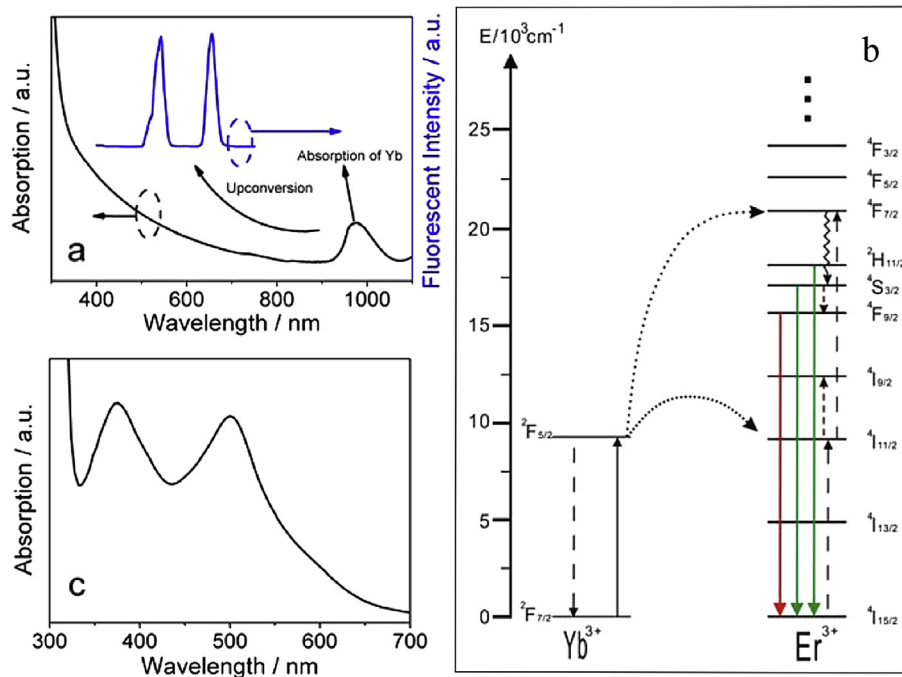 Absorption / a.u.
Fluorescent Intensity / a.u.
Absorption of Yb
Upconversion
a
400 600 800 1000
Wavelength / nm
Absorption / a.u.
c
300 400 500 600 700
Wavelength / nm
E/10³cm⁻¹
b
25
20
15
10
5
0
²F5/2
²F7/2
Yb³⁺
⁴F3/2
⁴F5/2
⁴F7/2
²H11/2
⁴S3/2
⁴F9/2
⁴I9/2
⁴I11/2
⁴I13/2
⁴I15/2
Er³⁺